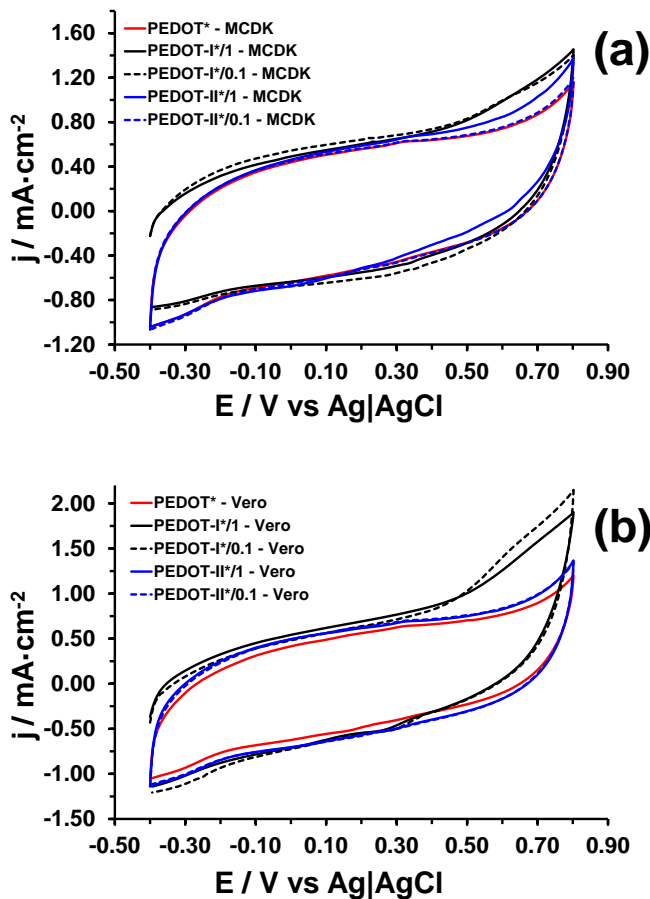 (a)
PEDOT* - MCDK
PEDOT-I*/1 - MCDK
PEDOT-I*/0.1 - MCDK
PEDOT-II*/1 - MCDK
PEDOT-II*/0.1 - MCDK
1.60
1.20
0.80
0.40
0.00
-0.40
-0.80
-1.20
j / mA·cm-2
-0.50 -0.30 -0.10 0.10 0.30 0.50 0.70 0.90
E / V vs Ag|AgCl
(b)
PEDOT* - Vero
PEDOT-I*/1 - Vero
PEDOT-I*/0.1 - Vero
PEDOT-II*/1 - Vero
PEDOT-II*/0.1 - Vero
2.00
1.50
1.00
0.50
0.00
-0.50
-1.00
-1.50
j / mA·cm-2
-0.50 -0.30 -0.10 0.10 0.30 0.50 0.70 0.90
E / V vs Ag|AgCl